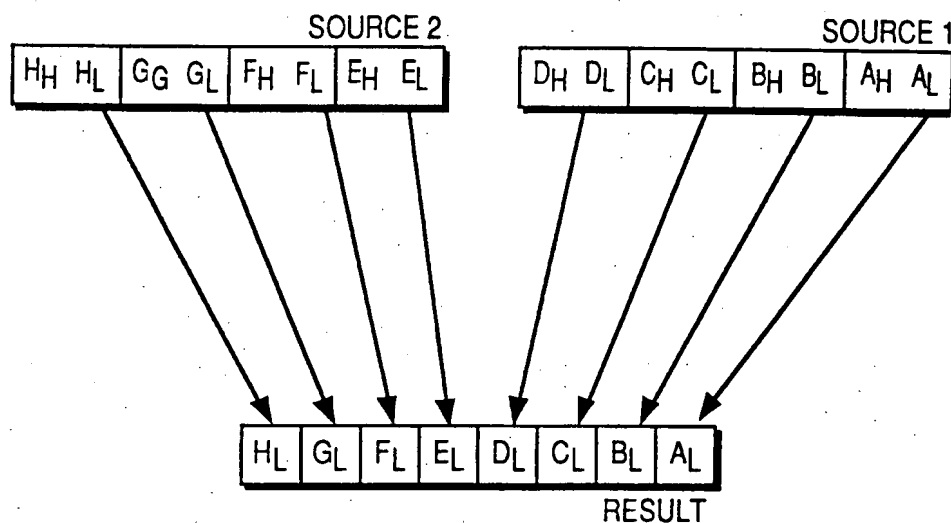 SOURCE 2
SOURCE 1
HH HL GG GL FH FL EH EL
DH DL CH CL BH BL AH AL
HL GL FL EL DL CL BL AL
RESULT